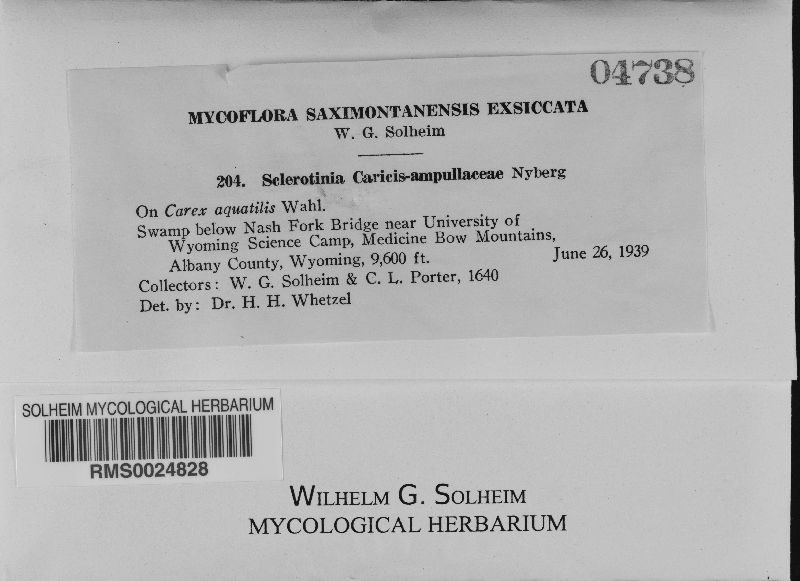 04738
MYCOFLORA SAXIMONTANENSIS EXSICCATA
W. G. Solheim
204. Sclerotinia Caricis-ampullaceae Nyberg
On Carex aquatilis Wahl.
Swamp below Nash Fork Bridge near University of
Wyoming Science Camp, Medicine Bow Mountains,
Albany County, Wyoming, 9,600 ft. June 26, 1939
Collectors: W. G. Solheim & C. L. Porter, 1640
Det. by: Dr. H. H. Whetzel
SOLHEIM MYCOLOGICAL HERBARIUM
RMS0024828
WILHELM G. SOLHEIM
MYCOLOGICAL HERBARIUM